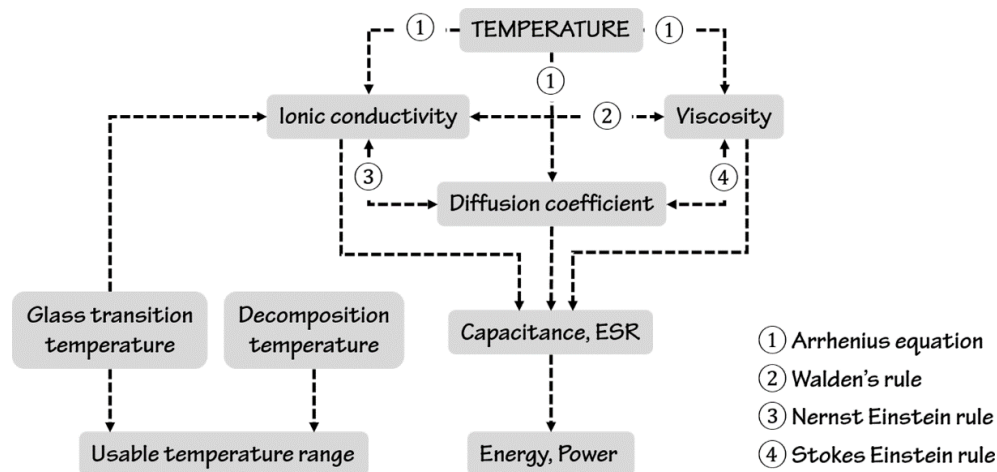 ① TEMPERATURE ①
①
Ionic conductivity ② Viscosity
③ ④
Diffusion coefficient
Glass transition
temperature
Decomposition
temperature
Capacitance, ESR
Usable temperature range
Energy, Power
① Arrhenius equation
② Walden's rule
③ Nernst Einstein rule
④ Stokes Einstein rule